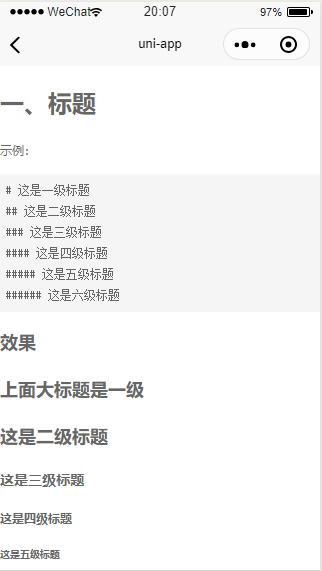 WeChat 20:07 97%
uni-app
一、标题
示例：
# 这是一级标题
## 这是二级标题
### 这是三级标题
#### 这是四级标题
##### 这是五级标题
###### 这是六级标题
效果
上面大标题是一级
这是二级标题
这是三级标题
这是四级标题
这是五级标题